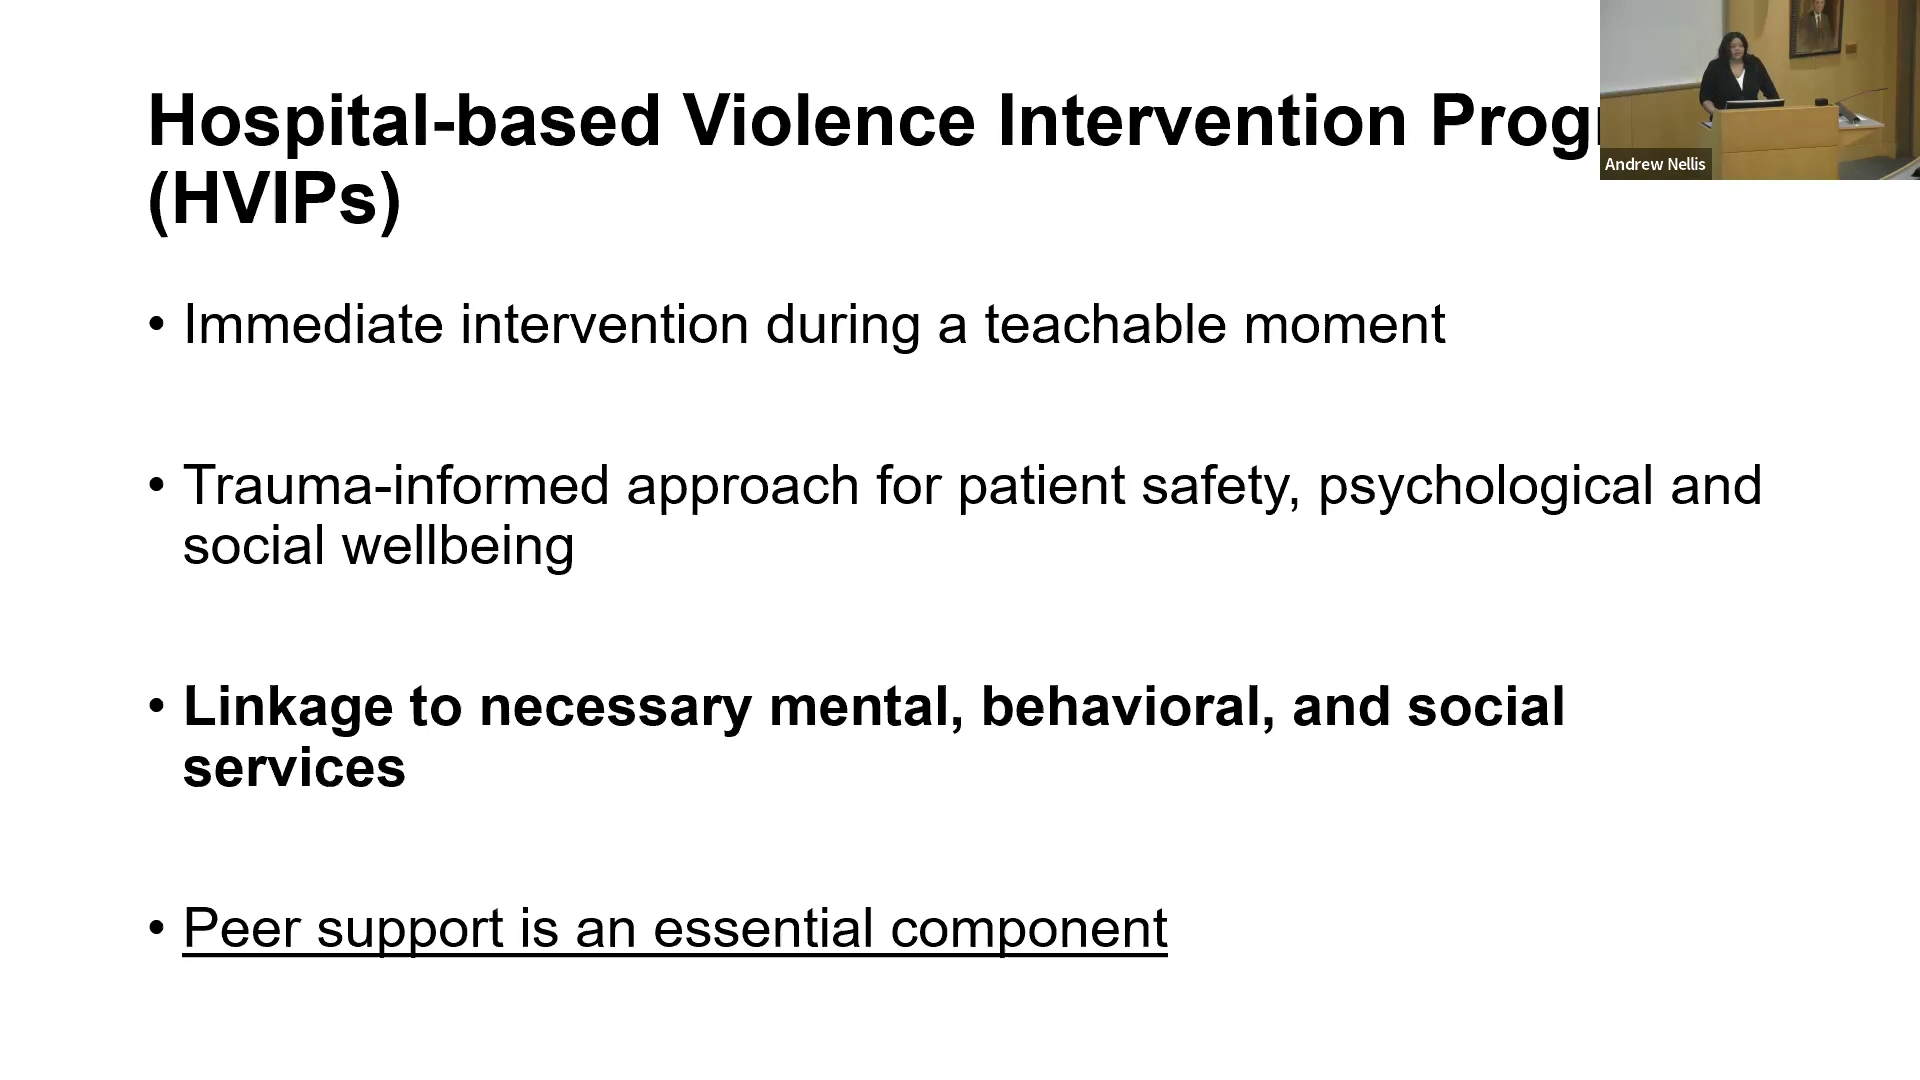 Hospital-based Violence Intervention Prog
(HVIPs)
Andrew Nellis
• Immediate intervention during a teachable moment
• Trauma-informed approach for patient safety, psychological and
social wellbeing
• Linkage to necessary mental, behavioral, and social
services
• Peer support is an essential component